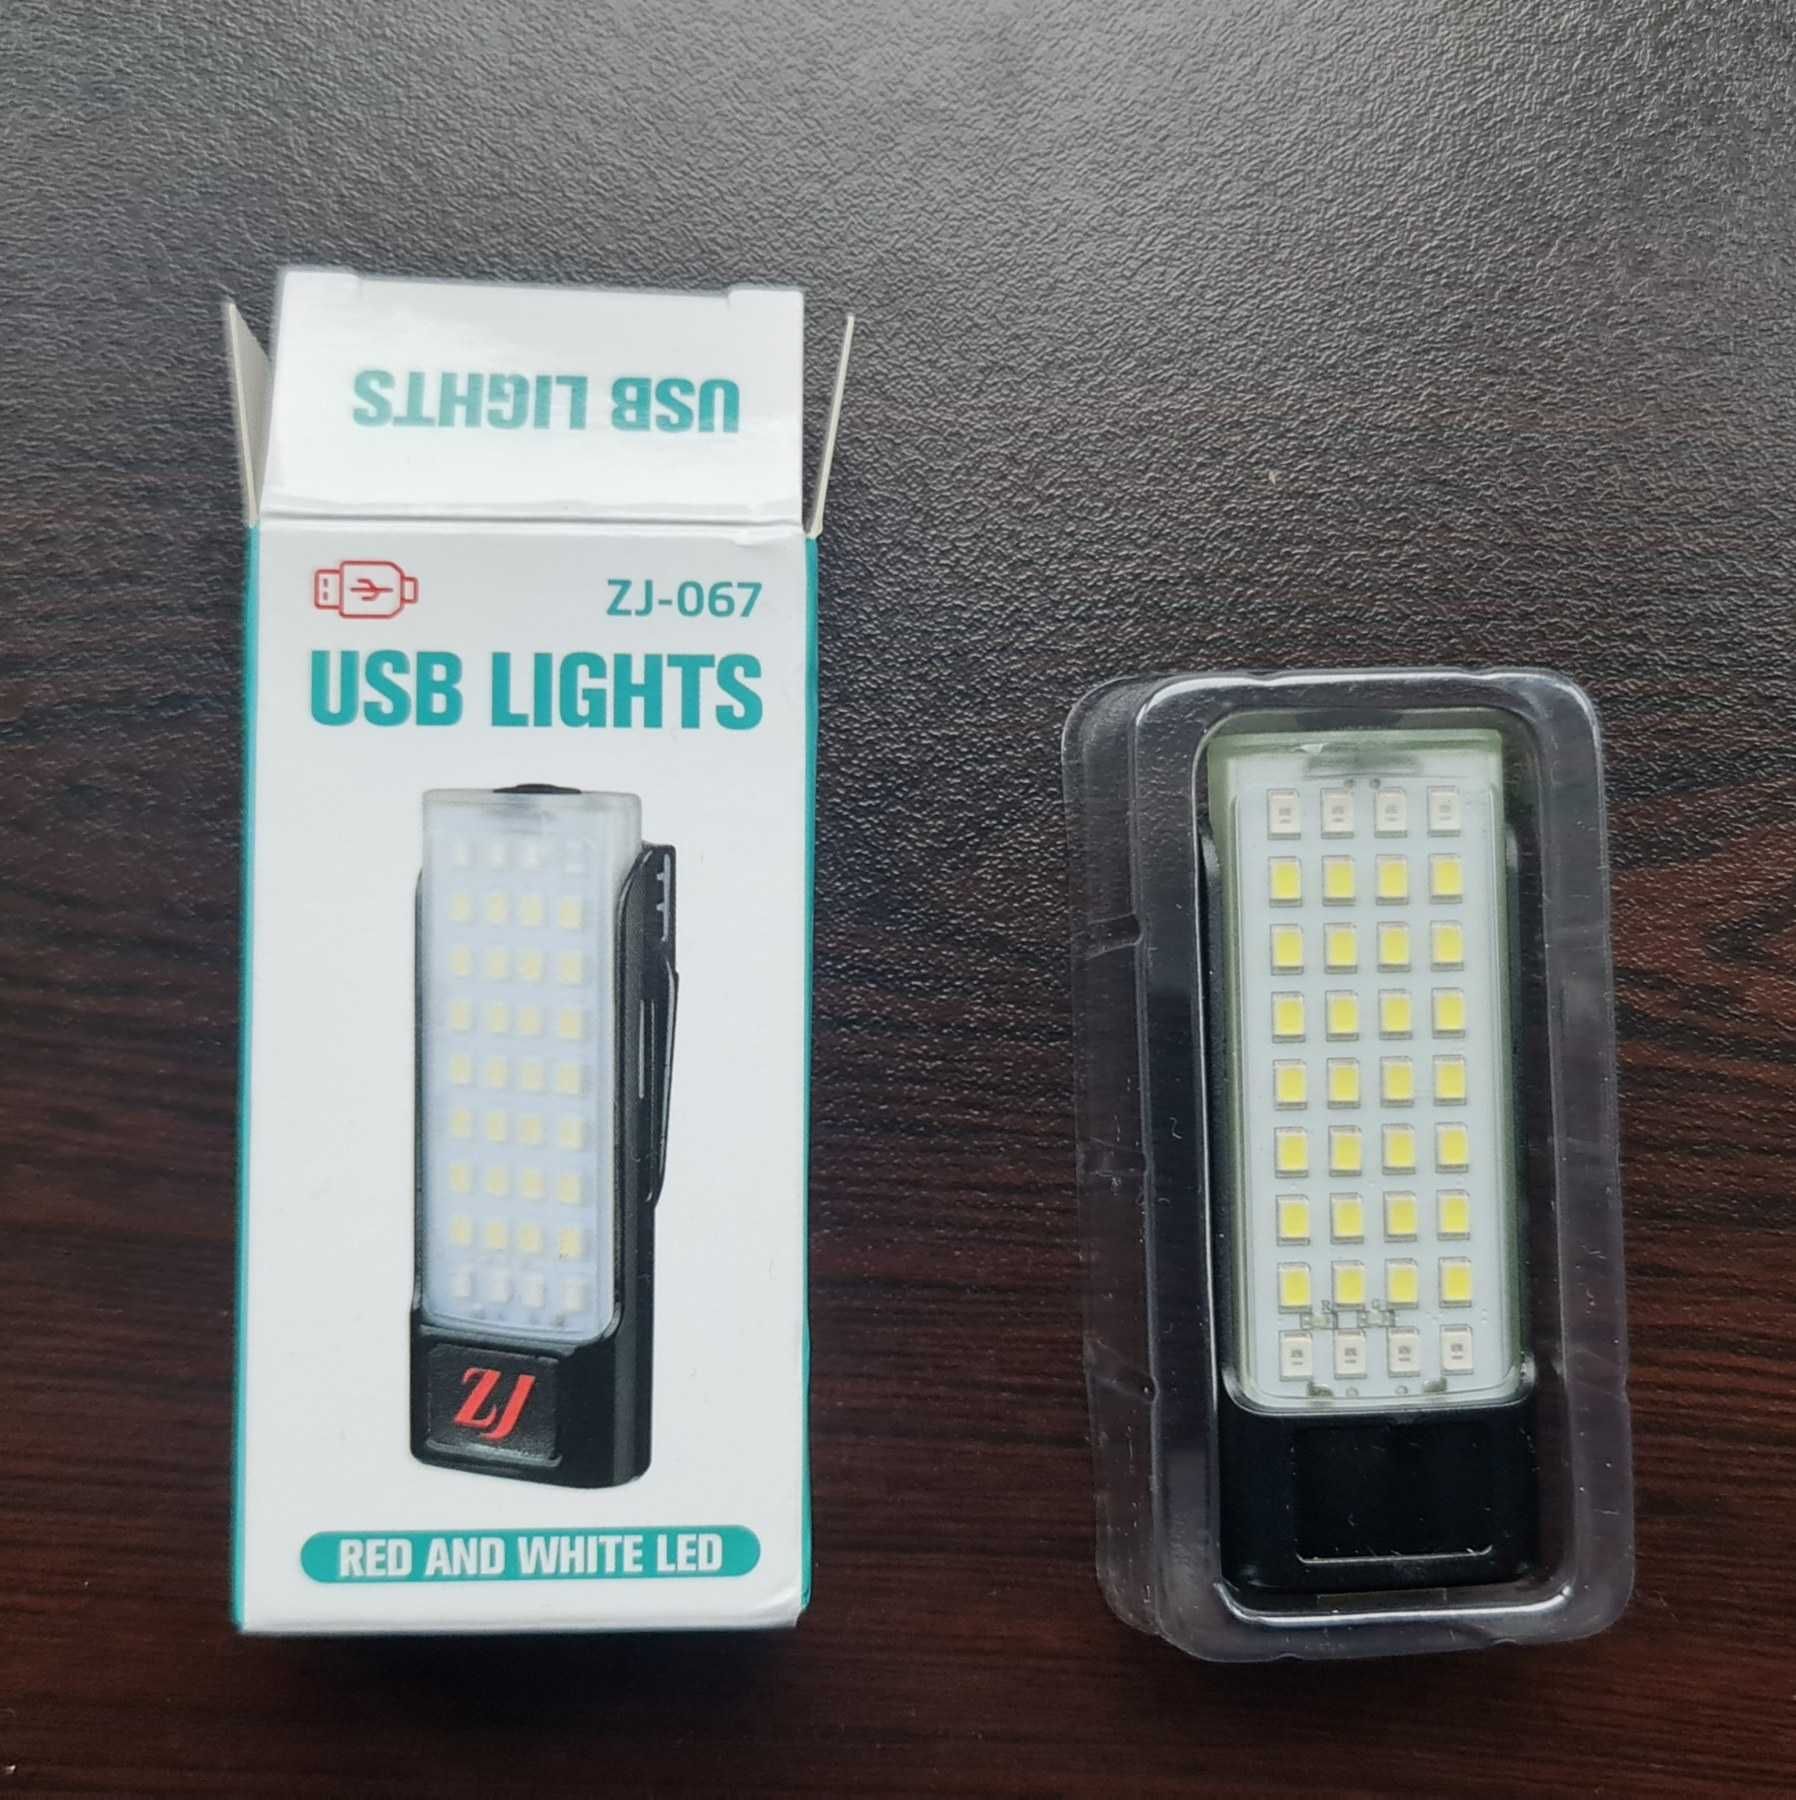 USB LIGHTS
ZJ-067
USB LIGHTS
ZJ
RED AND WHITE LED